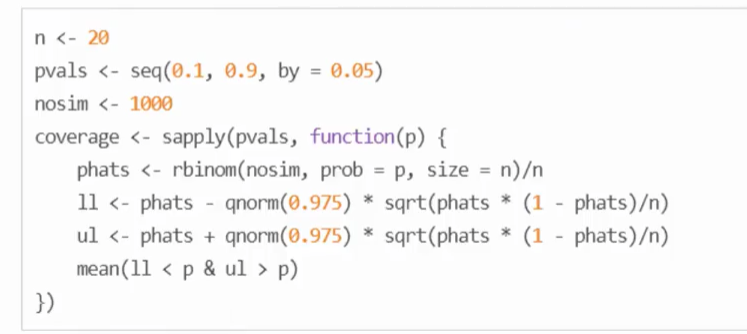 n <- 20
pvals <- seq(0.1, 0.9, by = 0.05)
nosim <- 1000
coverage <- sapply(pvals, function(p) {
    phats <- rbinom(nosim, prob = p, size = n)/n
    ll <- phats - qnorm(0.975) * sqrt(phats * (1 - phats)/n)
    ul <- phats + qnorm(0.975) * sqrt(phats * (1 - phats)/n)
    mean(ll < p & ul > p)
})